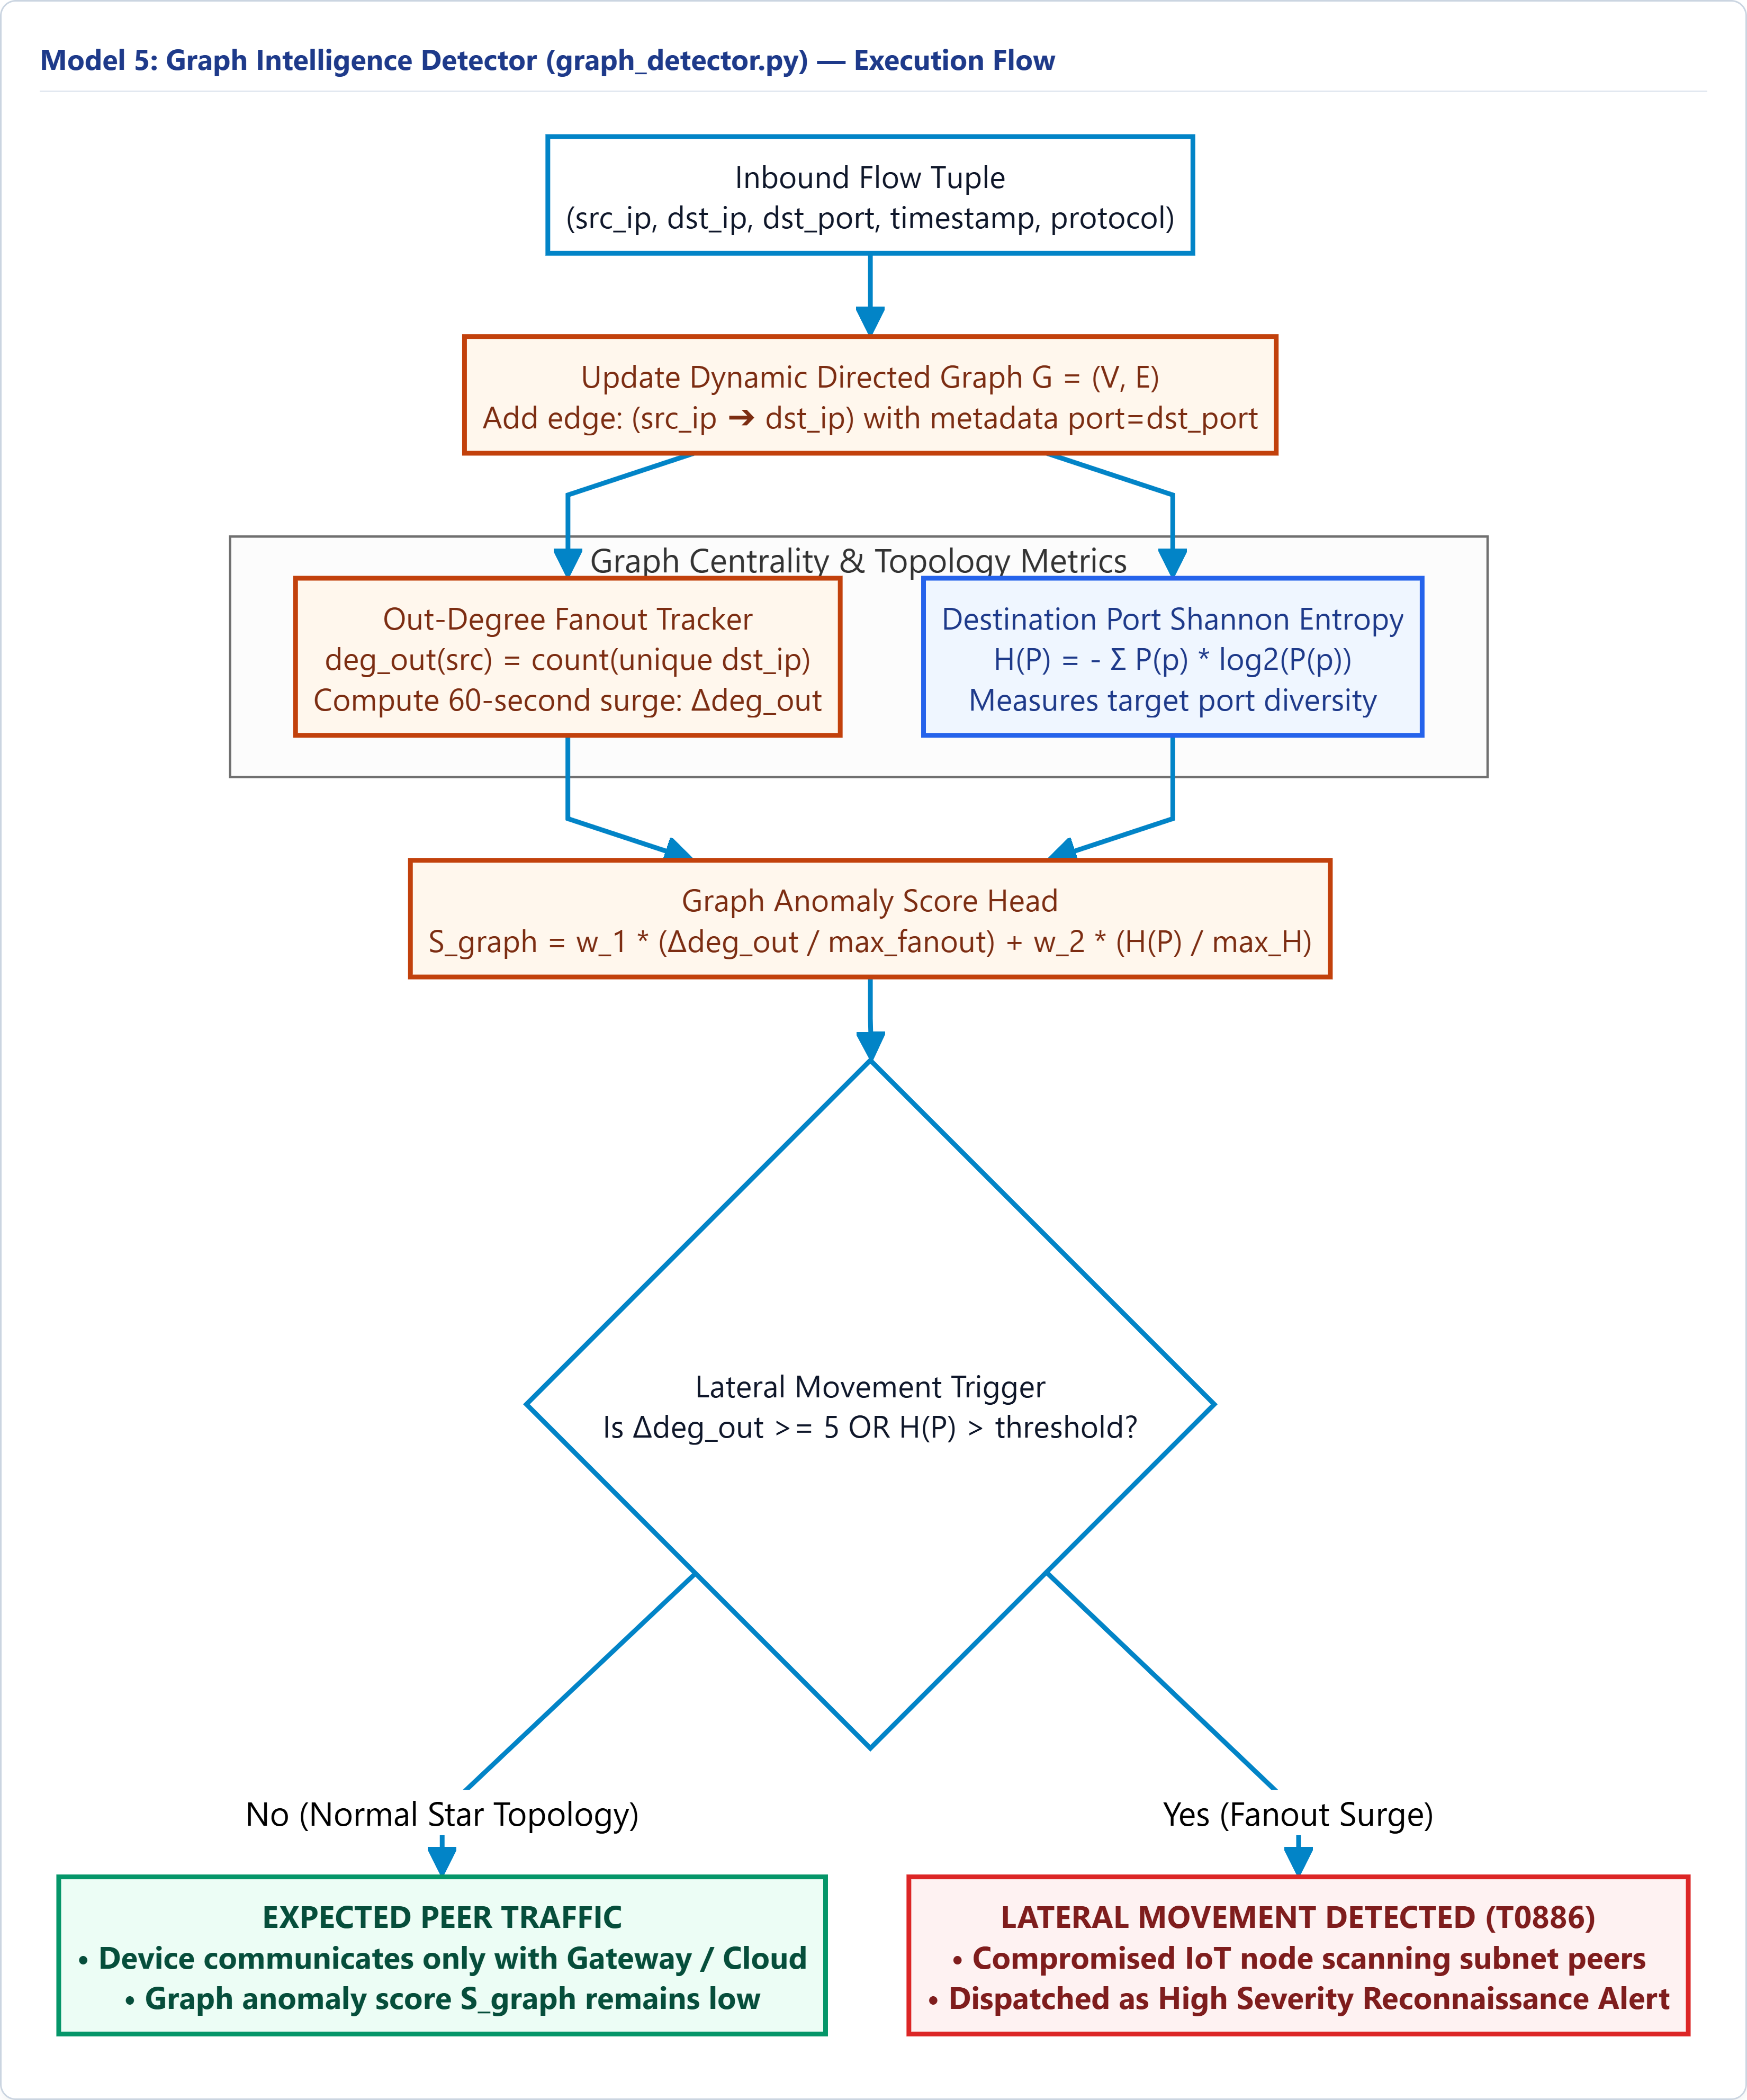 Model 5: Graph Intelligence Detector (graph_detector.py) — Execution Flow
Inbound Flow Tuple
(src_ip, dst_ip, dst_port, timestamp, protocol)
Update Dynamic Directed Graph G = (V, E)
Add edge: (src_ip ➔ dst_ip) with metadata port=dst_port
Graph Centrality & Topology Metrics
Out-Degree Fanout Tracker
deg_out(src) = count(unique dst_ip)
Compute 60-second surge: Δdeg_out
Destination Port Shannon Entropy
H(P) = - Σ P(p) * log2(P(p))
Measures target port diversity
Graph Anomaly Score Head
S_graph = w_1 * (Δdeg_out / max_fanout) + w_2 * (H(P) / max_H)
Lateral Movement Trigger
Is Δdeg_out >= 5 OR H(P) > threshold?
No (Normal Star Topology)
Yes (Fanout Surge)
EXPECTED PEER TRAFFIC
• Device communicates only with Gateway / Cloud
• Graph anomaly score S_graph remains low
LATERAL MOVEMENT DETECTED (T0886)
• Compromised IoT node scanning subnet peers
• Dispatched as High Severity Reconnaissance Alert